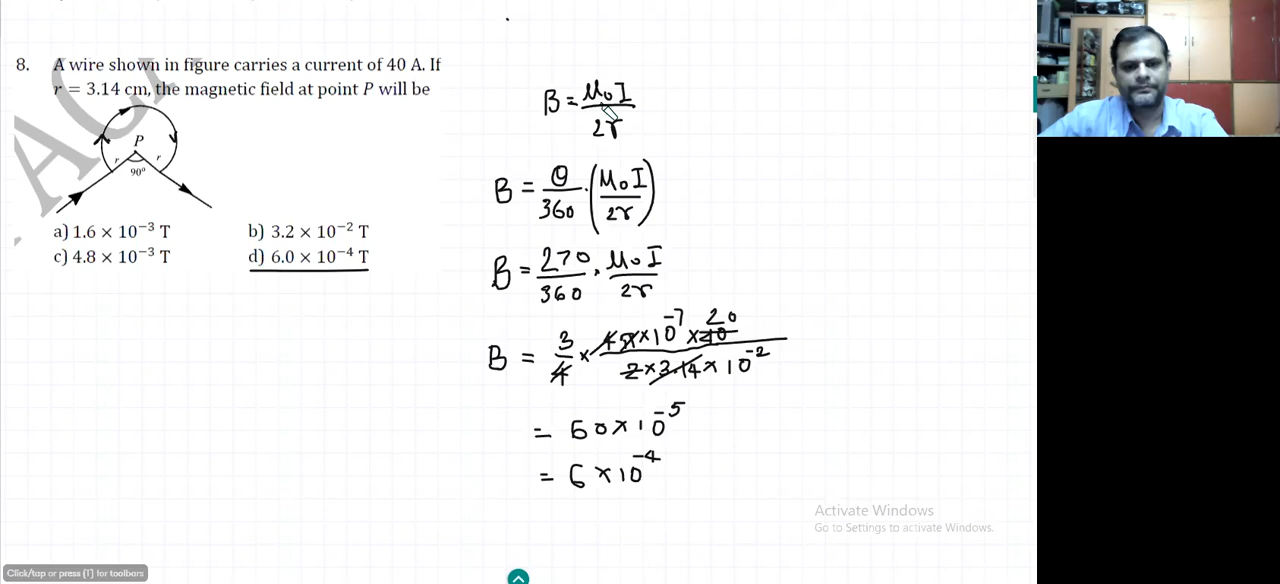 8. A wire shown in figure carries a current of 40 A. If
r = 3.14 cm, the magnetic field at point P will be
P
r
r
90⁰
a) 1.6 × 10⁻³ T b) 3.2 × 10⁻² T
c) 4.8 × 10⁻³ T d) 6.0 × 10⁻⁴ T
B = μ₀I / 2r
B = θ/360 · (μ₀I / 2r)
B = 270/360 · μ₀I / 2r
B = 3/4 × 4π × 10⁻⁷ × 40 20 / 2 × 3.14 × 10⁻²
= 60 × 10⁻⁵
= 6 × 10⁻⁴
Activate Windows
Go to Settings to activate Windows.
Click/tap or press [T] for toolbars